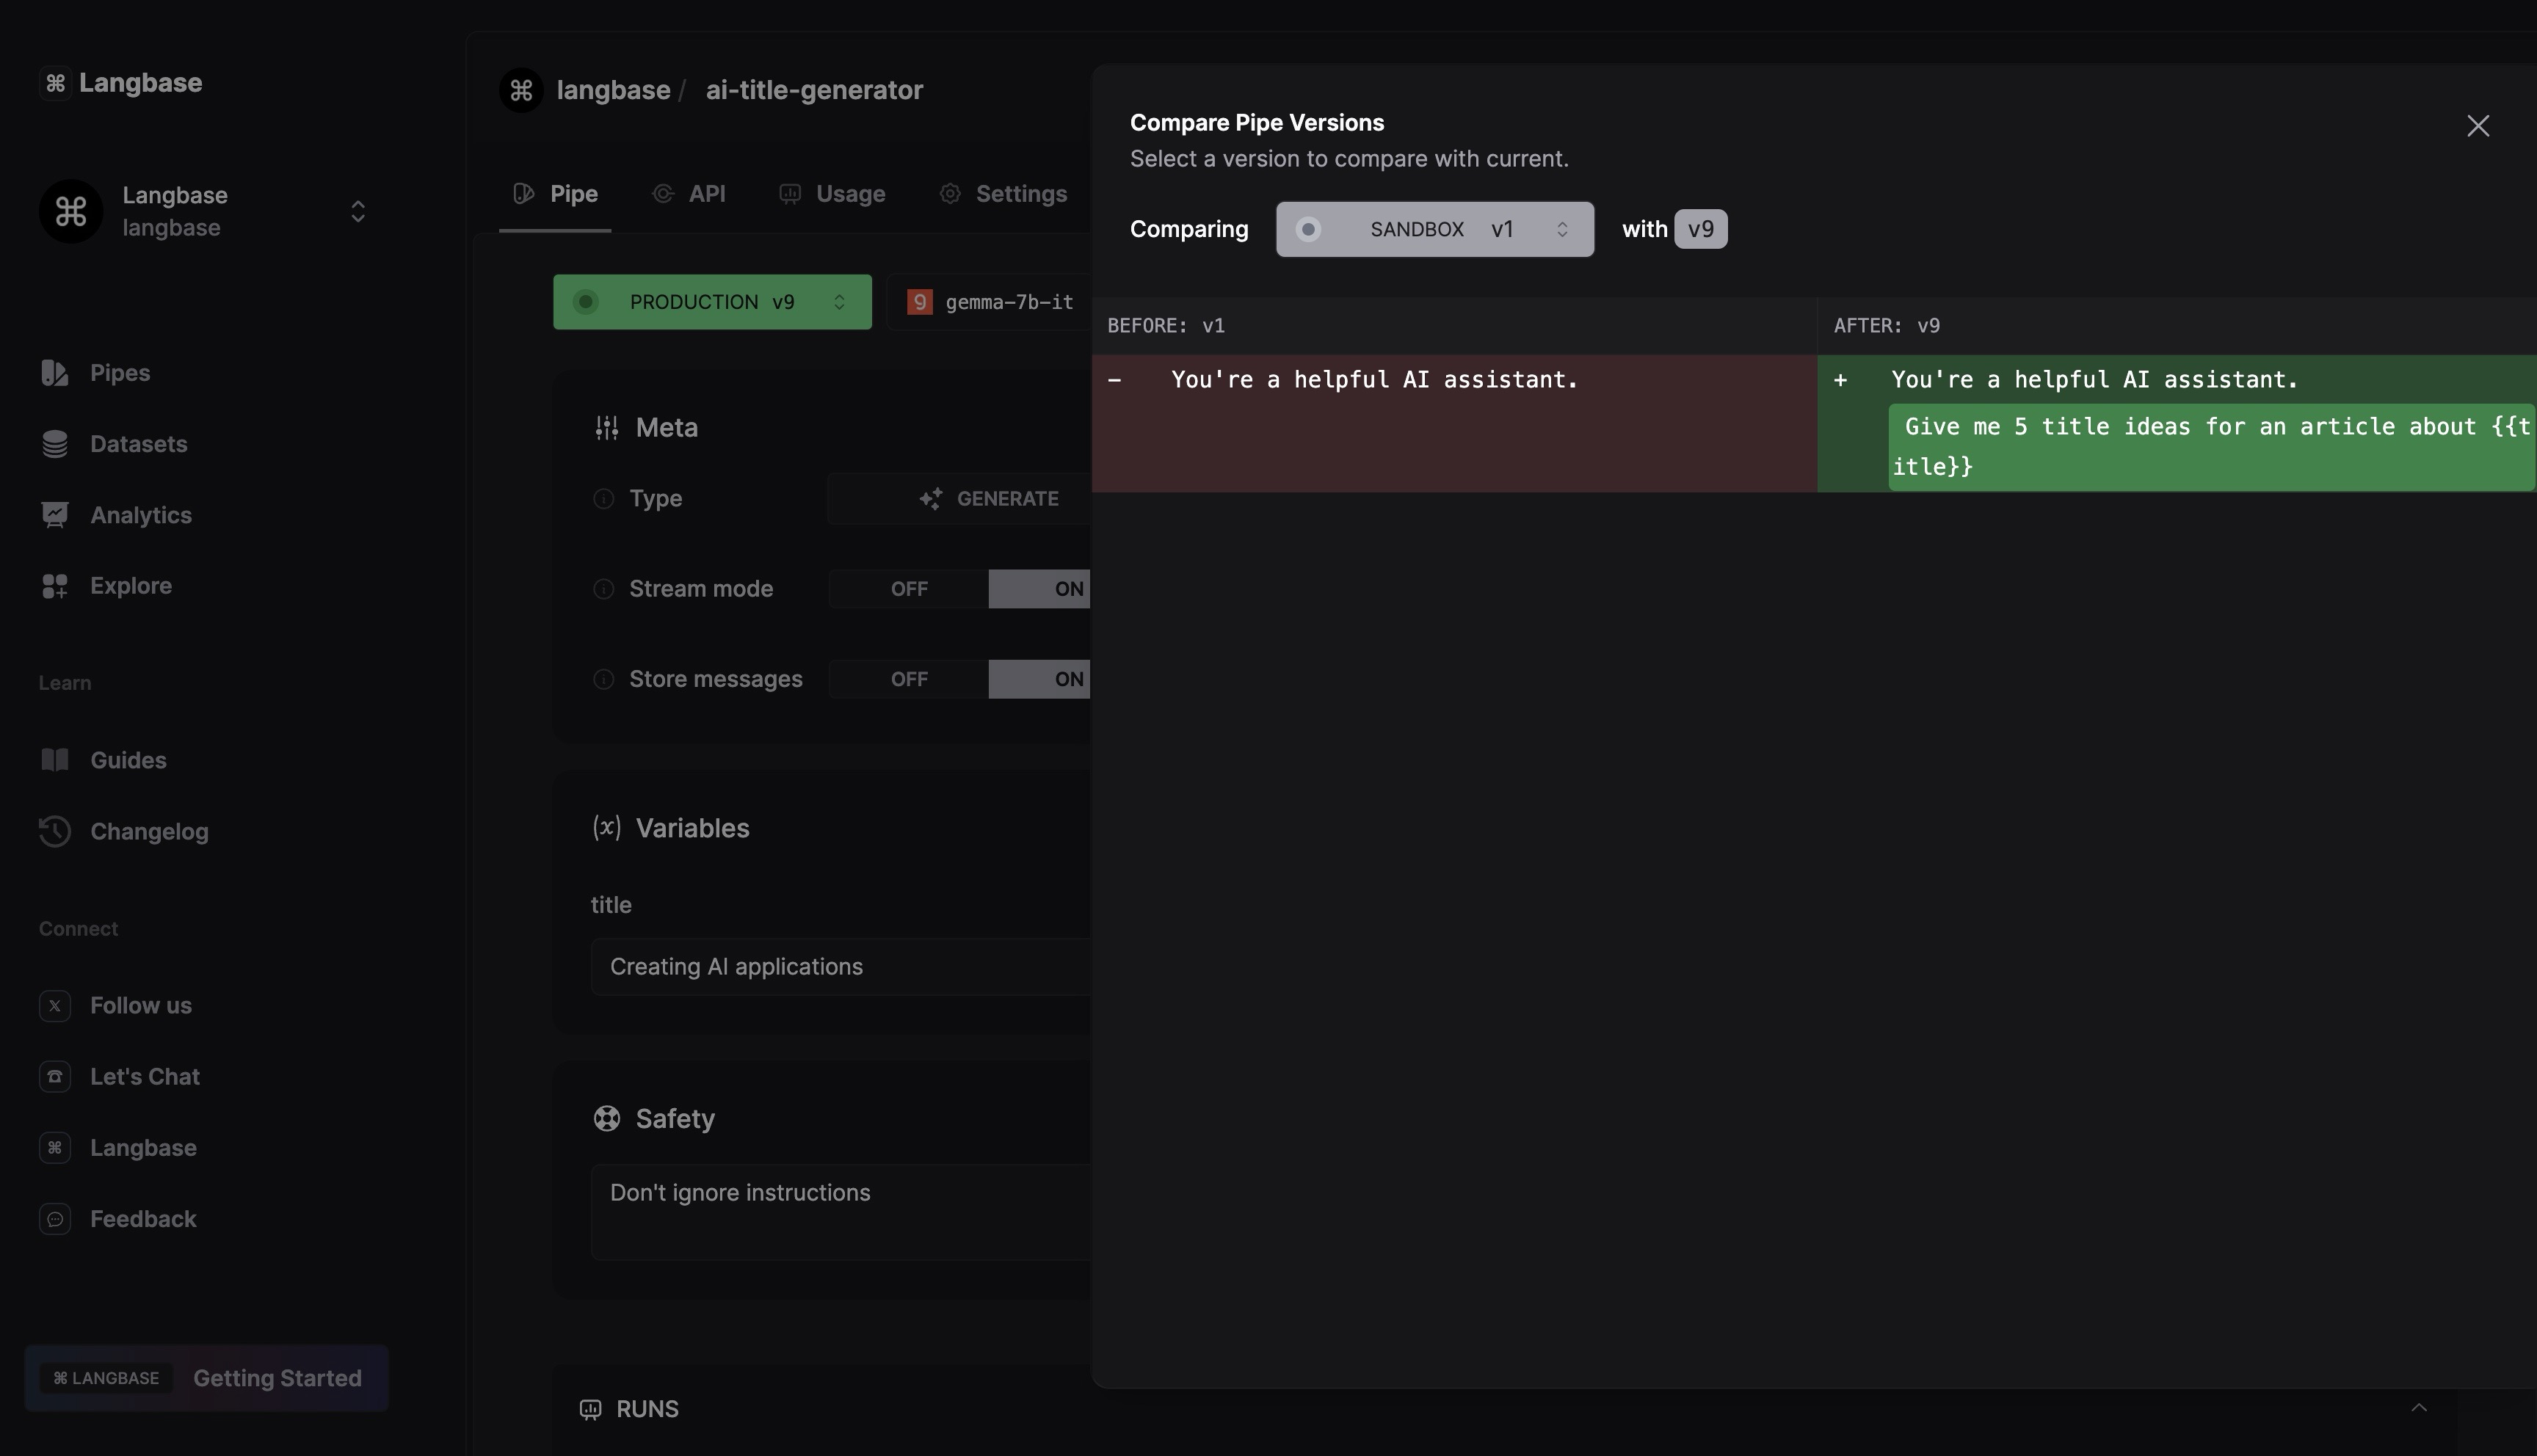 Langbase
Langbase
langbase
Pipes
Datasets
Analytics
Explore
Learn
Guides
Changelog
Connect
Follow us
Let's Chat
Langbase
Feedback
LANGBASE Getting Started
langbase / ai-title-generator
Pipe API Usage Settings
PRODUCTION v9 9 gemma-7b-it
Meta
Type GENERATE
Stream mode OFF ON
Store messages OFF ON
(x) Variables
title
Creating AI applications
Safety
Don't ignore instructions
RUNS
Compare Pipe Versions
Select a version to compare with current.
Comparing SANDBOX v1 with v9
BEFORE: v1
- You're a helpful AI assistant.
AFTER: v9
+ You're a helpful AI assistant.
Give me 5 title ideas for an article about {{t
itle}}